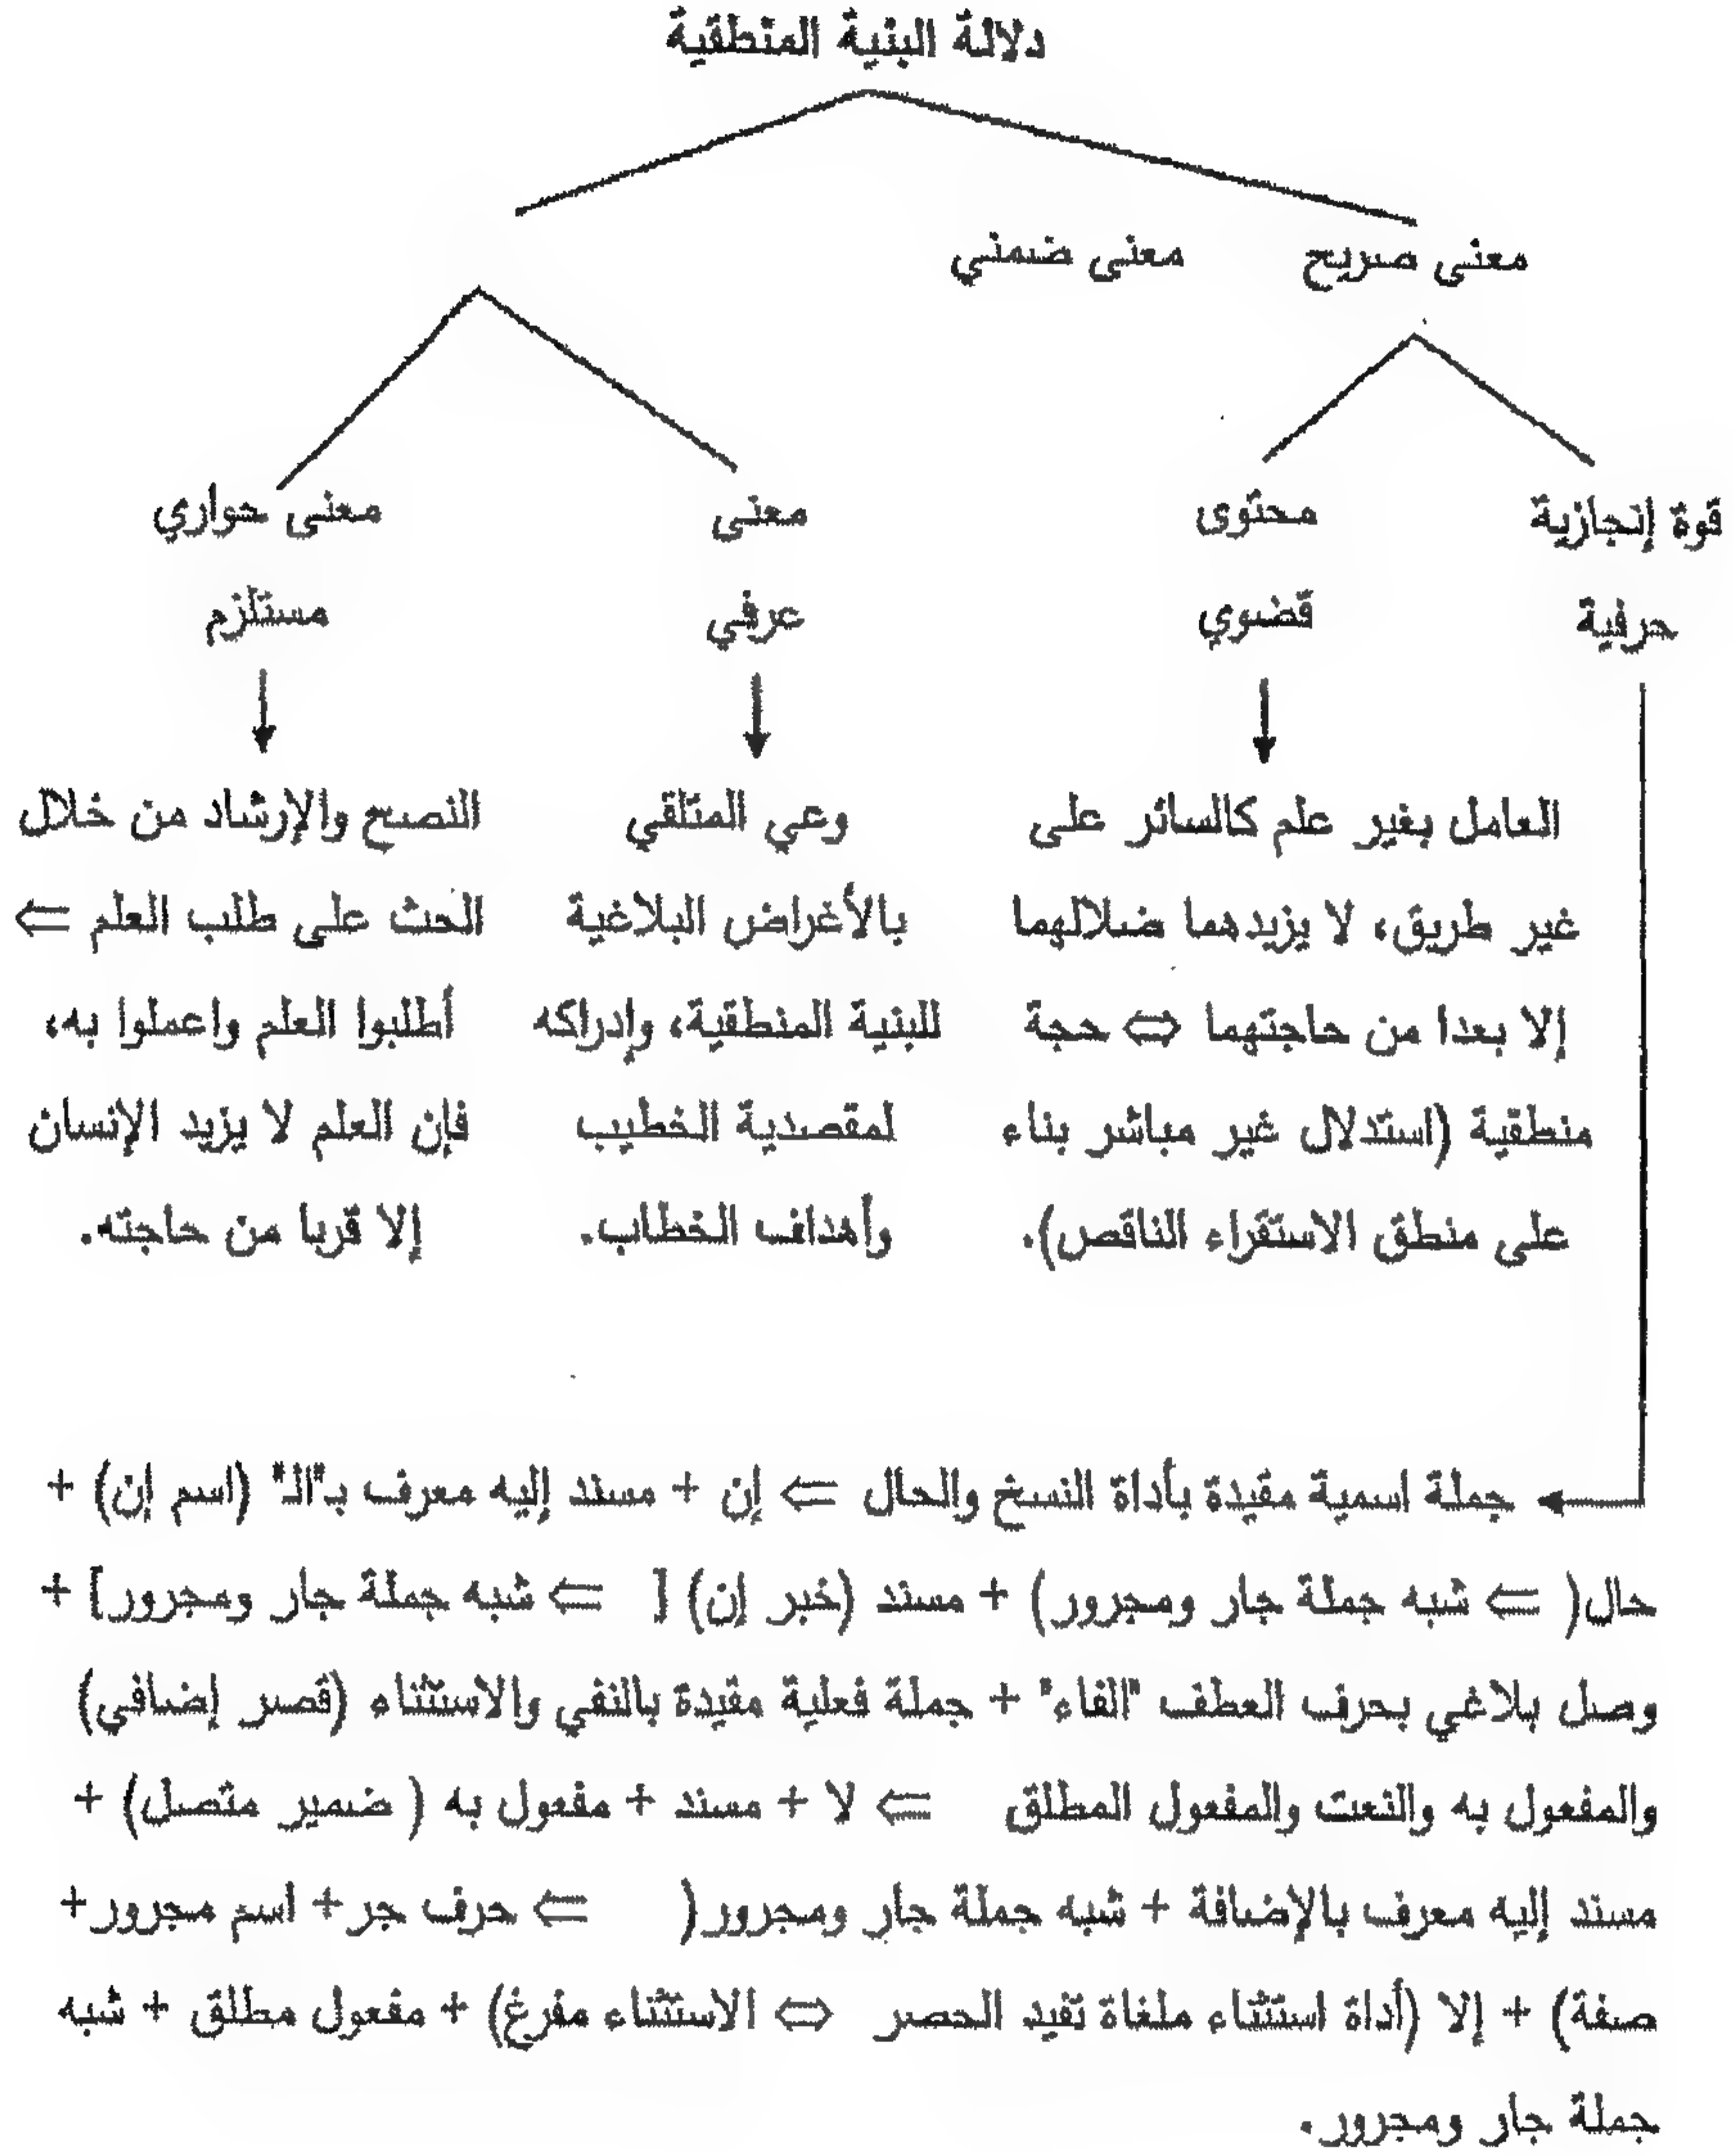 دلالة البنية المنطقية
معنى صريح
معنى ضمني
قوة إنجازية
حرفية
محتوى
قضوي
معنى
عرفي
معنى حواري
مستلزم
العامل بغير علم كالسائر على
غير طريق، لا يزيدهما ضلالهما
إلا بعدا من حاجتهما ⇔ حجة
منطقية (استدلال غير مباشر بناء
على منطق الاستقراء الناقص).
وعي المتلقي
بالأغراض البلاغية
للبنية المنطقية، وإدراكه
لمقصدية الخطيب
وأهداف الخطاب.
النصح والإرشاد من خلال
الحث على طلب العلم ⇐
أطلبوا العلم واعملوا به،
فإن العلم لا يزيد الإنسان
إلا قربا من حاجته.
جملة اسمية مقيدة بأداة النسخ والحال ⇐ إن + مسند إليه معرف بـ"الـ" (اسم إن) +
حال( ⇐ شبه جملة جار ومجرور) + مسند (خبر إن) [ ⇐ شبه جملة جار ومجرور] +
وصل بلاغي بحرف العطف "الفاء" + جملة فعلية مقيدة بالنفي والاستثناء (قصر إضافي)
والمفعول به والنعت والمفعول المطلق ⇐ لا + مسند + مفعول به ( ضمير متصل) +
مسند إليه معرف بالإضافة + شبه جملة جار ومجرور( ⇐ حرف جر + اسم مجرور+
صفة) + إلا (أداة استثناء ملغاة تفيد الحصر ⇔ الاستثناء مفرغ) + مفعول مطلق + شبه
جملة جار ومجرور.